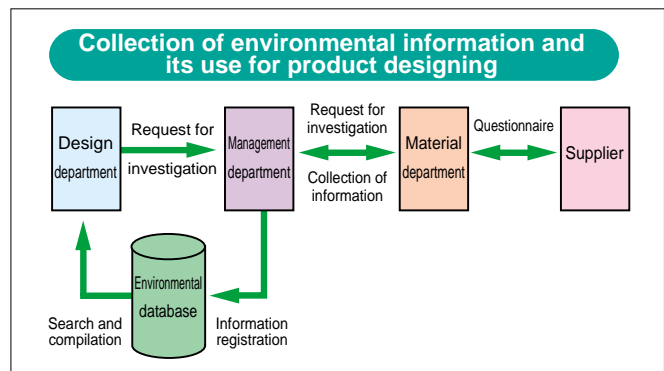 Collection of environmental information and
its use for product designing
Design
department
Request for
investigation
Management
department
Request for
investigation
Collection of
information
Material
department
Questionnaire
Supplier
Environmental
database
Search and
compilation
Information
registration